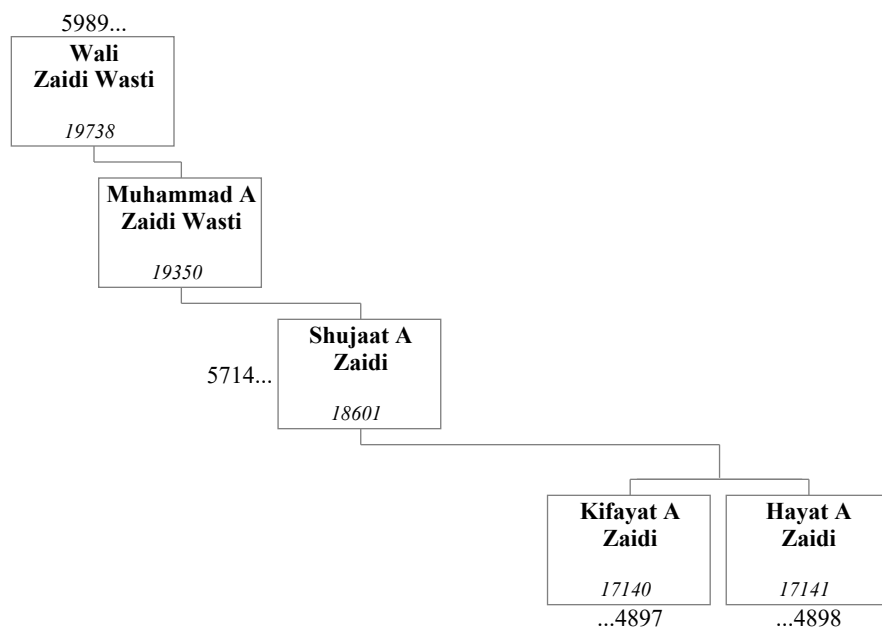 5989...
Wali
Zaidi Wasti
19738
Muhammad A
Zaidi Wasti
19350
Shujaat A
Zaidi
5714...
18601
Kifayat A
Zaidi
17140
...4897
Hayat A
Zaidi
17141
...4898